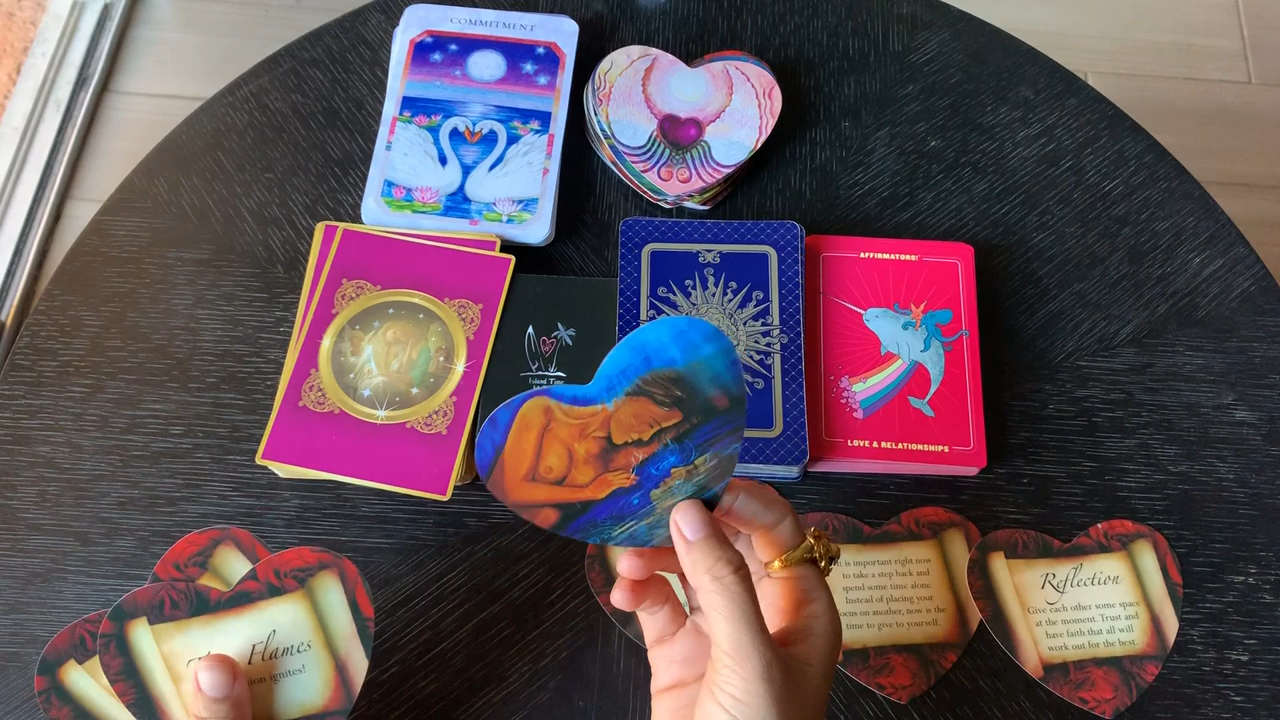 COMMITMENT
AFFIRMATORS!
LOVE & RELATIONSHIPS
Island Time
Flames
ignites!
is important right now
to take a step back and
spend some time alone.
Instead of placing your
on another, now is the
time to give to yourself.
Reflection
Give each other some space
at the moment. Trust and
have faith that all will
work out for the best.